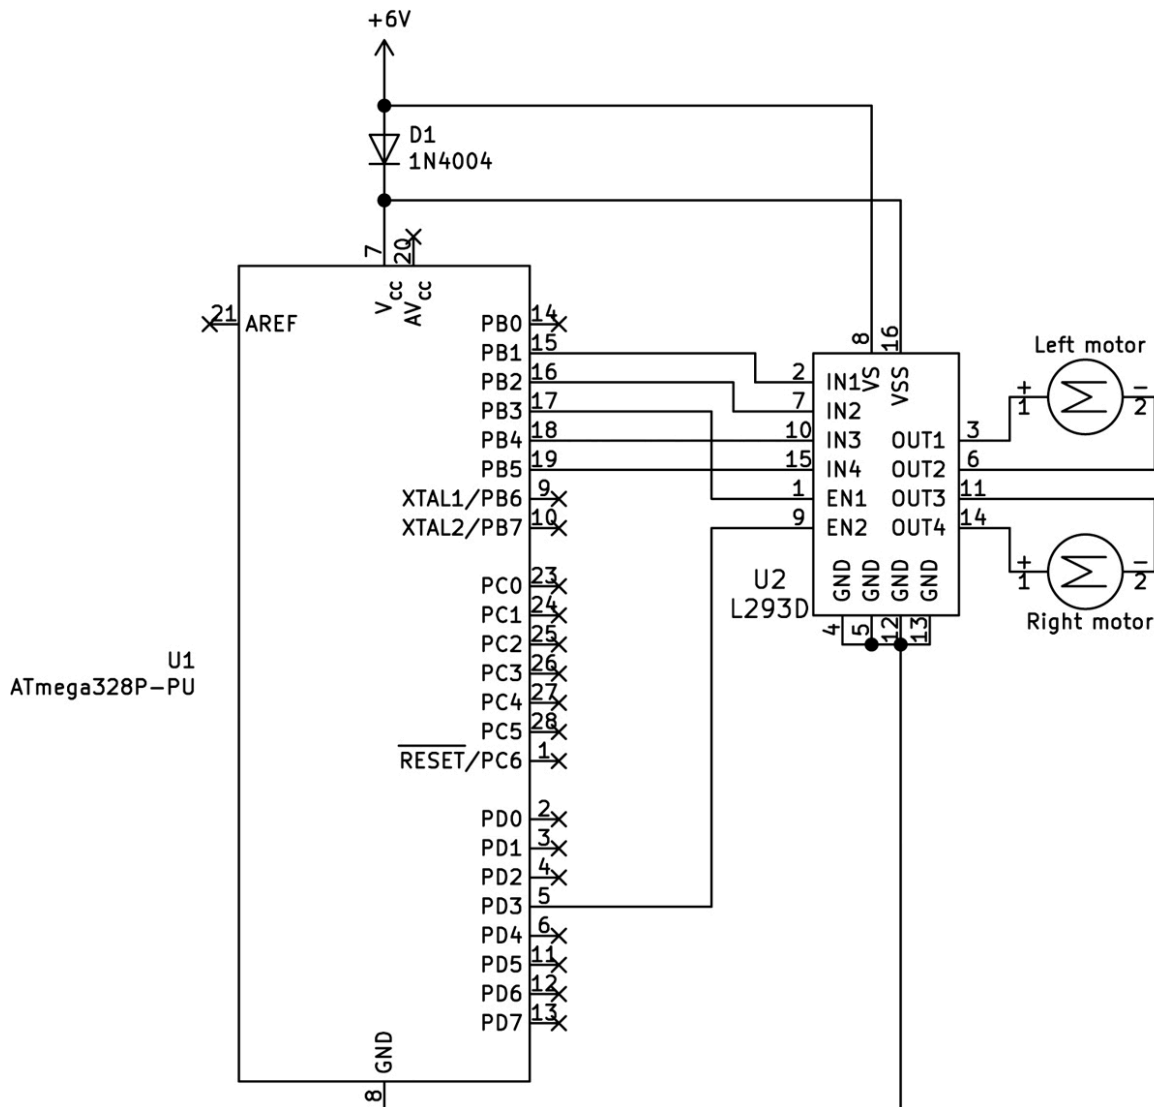 +6V
D1
1N4004
7
20
VCC
AVCC
21
AREF
PB0 14
PB1 15
PB2 16
PB3 17
PB4 18
PB5 19
XTAL1/PB6 9
XTAL2/PB7 10
PC0 23
PC1 24
PC2 25
PC3 26
PC4 27
PC5 28
RESET/PC6 1
PD0 2
PD1 3
PD2 4
PD3 5
PD4 6
PD5 11
PD6 12
PD7 13
GND
8
U1
ATmega328P-PU
8
16
VS
VSS
2 IN1
7 IN2
10 IN3
15 IN4
1 EN1
9 EN2
OUT1 3
OUT2 6
OUT3 11
OUT4 14
GND GND GND GND
4 5 12 13
U2
L293D
Left motor
+ -
1 M 2
+ -
1 M 2
Right motor